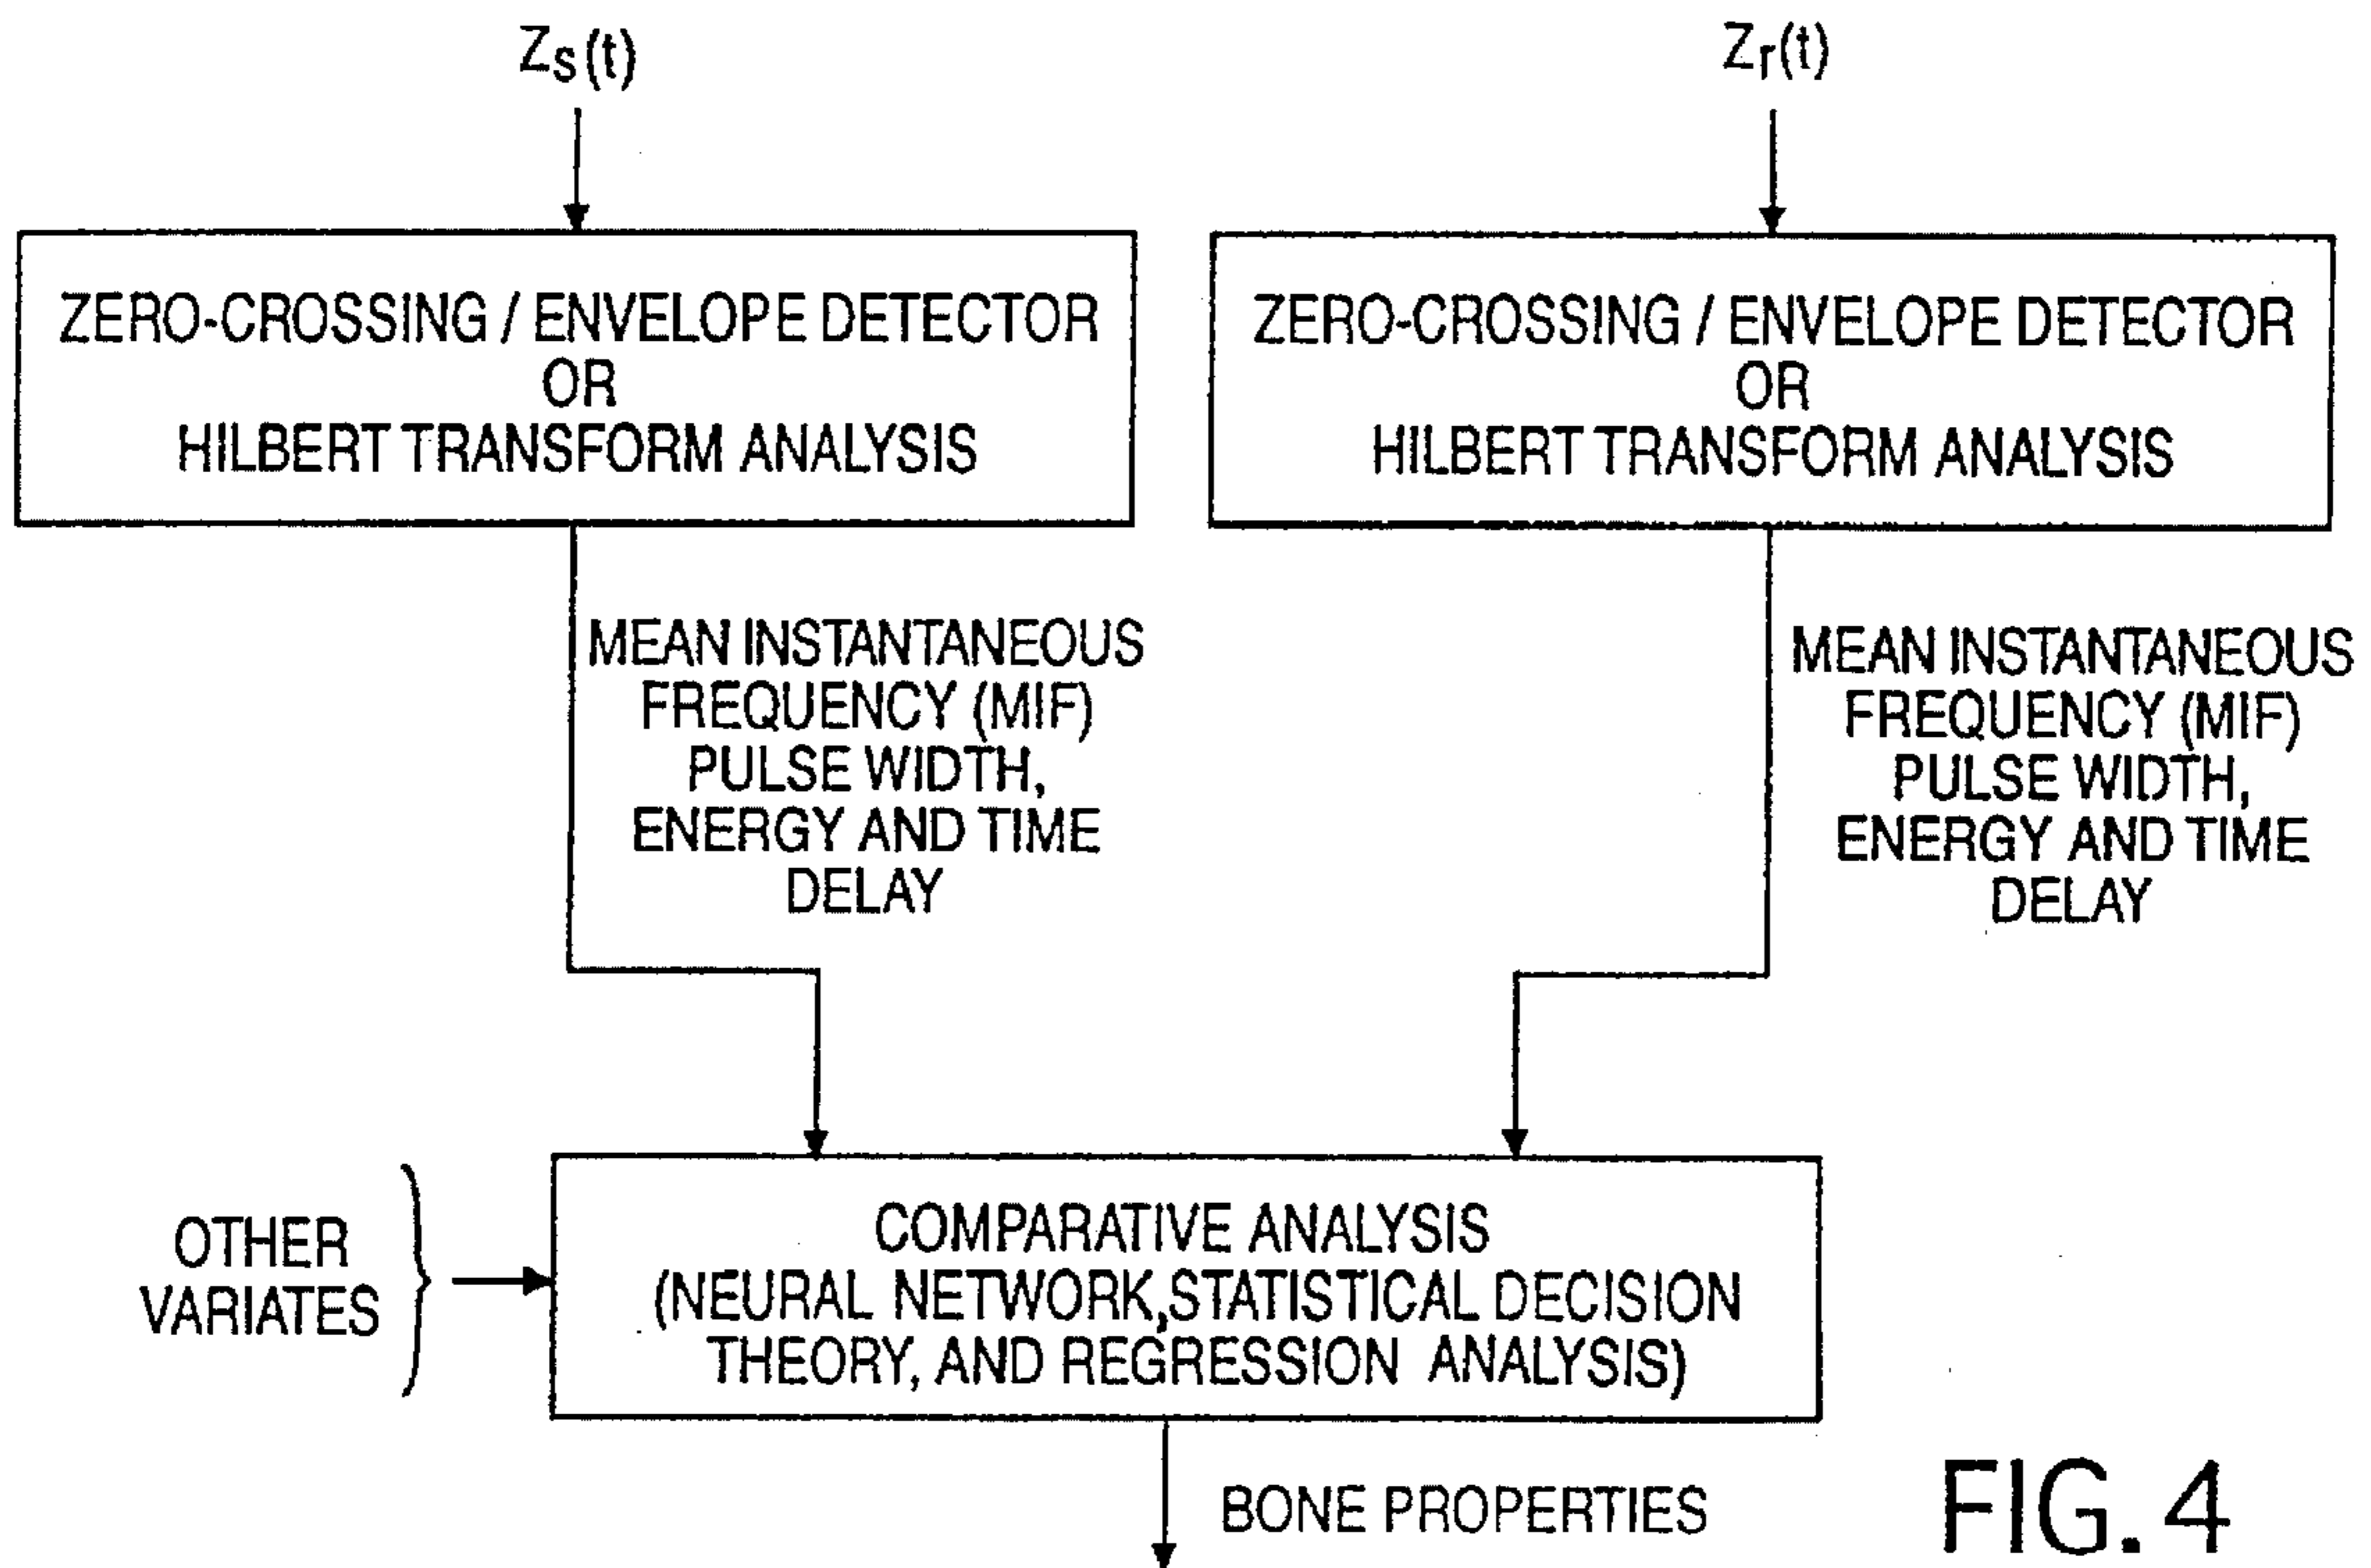 Zs(t)
Zr(t)
ZERO-CROSSING / ENVELOPE DETECTOR
OR
HILBERT TRANSFORM ANALYSIS
ZERO-CROSSING / ENVELOPE DETECTOR
OR
HILBERT TRANSFORM ANALYSIS
MEAN INSTANTANEOUS
FREQUENCY (MIF)
PULSE WIDTH,
ENERGY AND TIME
DELAY
MEAN INSTANTANEOUS
FREQUENCY (MIF)
PULSE WIDTH,
ENERGY AND TIME
DELAY
OTHER
VARIATES
COMPARATIVE ANALYSIS
(NEURAL NETWORK,STATISTICAL DECISION
THEORY, AND REGRESSION ANALYSIS)
BONE PROPERTIES
FIG. 4